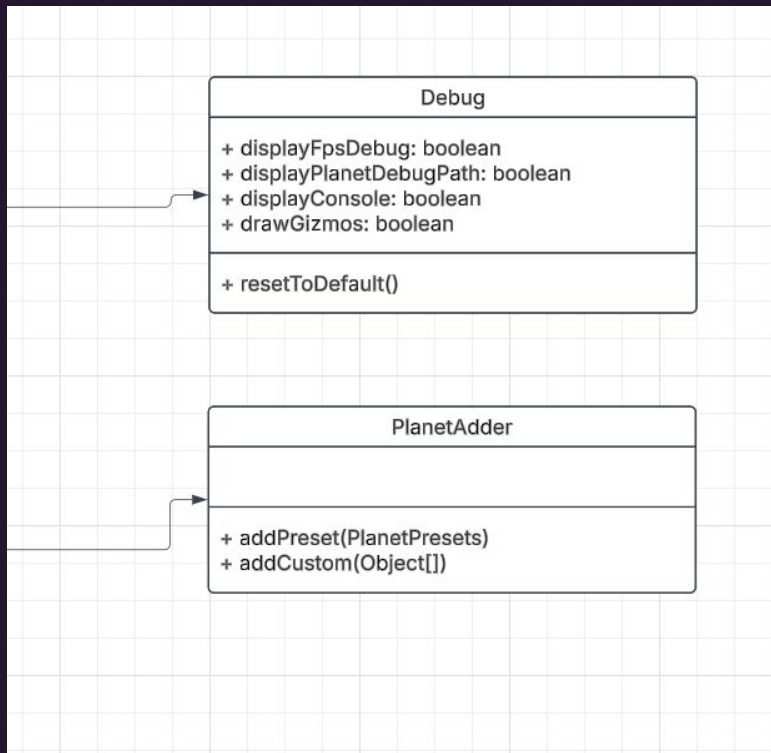 Debug
+ displayFpsDebug: boolean
+ displayPlanetDebugPath: boolean
+ displayConsole: boolean
+ drawGizmos: boolean
+ resetToDefault()
PlanetAdder
+ addPreset(PlanetPresets)
+ addCustom(Object[])